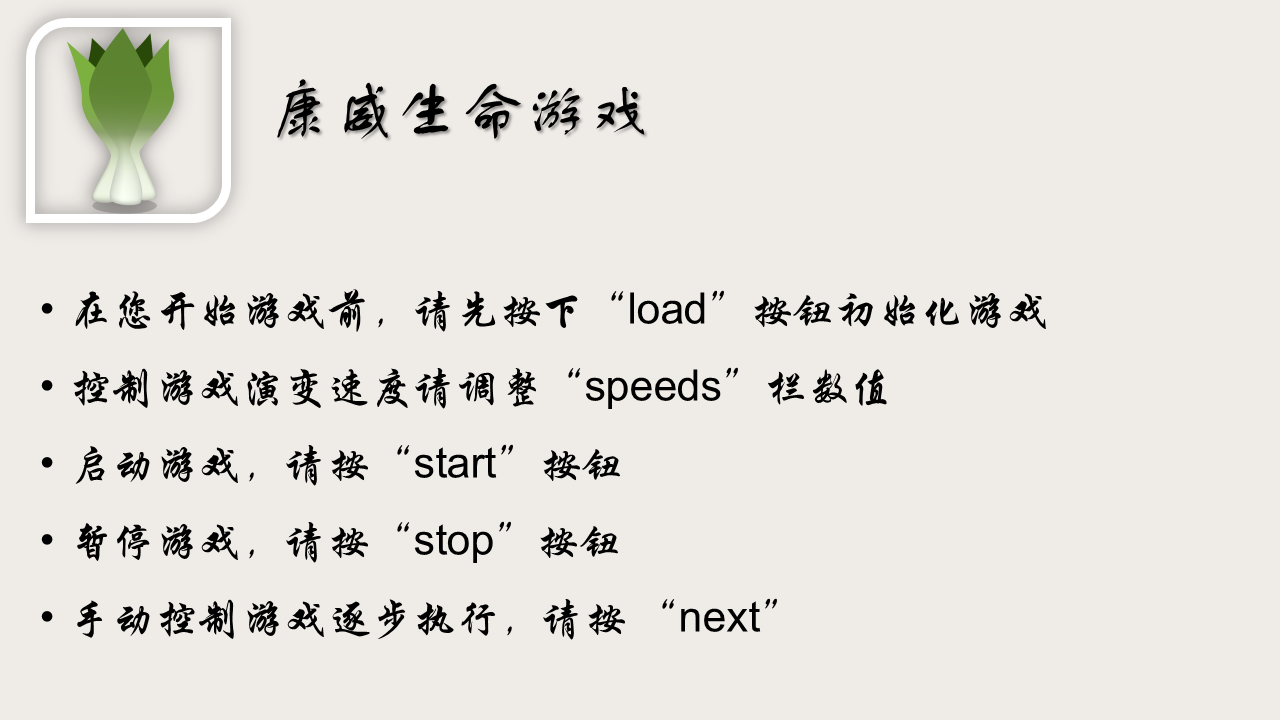 康威生命游戏
• 在您开始游戏前，请先按下“load”按钮初始化游戏
• 控制游戏演变速度请调整“speeds”栏数值
• 启动游戏，请按“start”按钮
• 暂停游戏，请按“stop”按钮
• 手动控制游戏逐步执行，请按 “next”